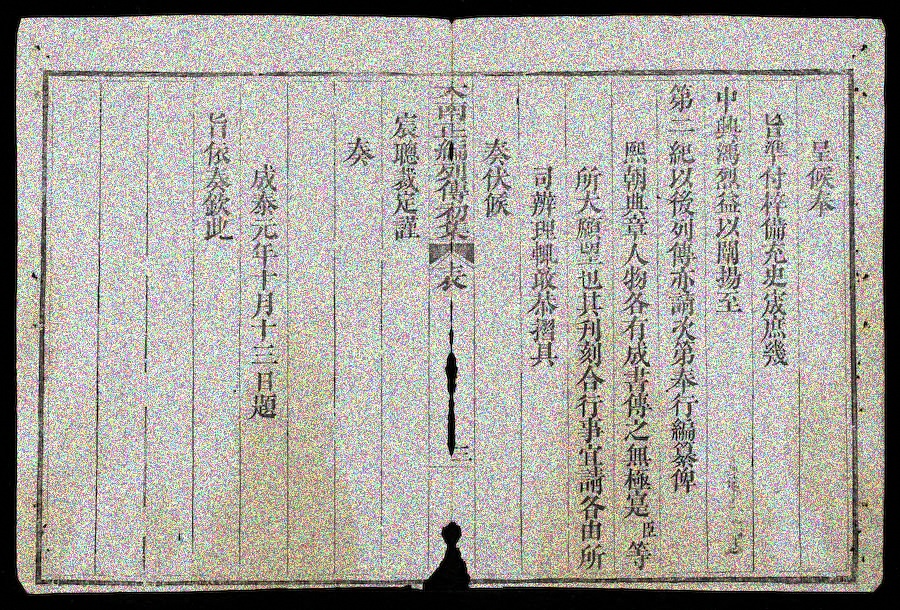 呈候奉
旨準付梓備充史宬庶幾
中興鴻烈益以闡揚至
第二紀以後列傳亦請次第奉行編纂俾
熙朝典章人物各有成書傳之無極寔臣等
所大願望也其刊刻合行事宜請各由所
司辨理輒敢恭摺具
奏伏候
大南正編列傳初集 表 三
宸聰裁定謹
奏
成泰元年十月十三日題
旨依奏欽此